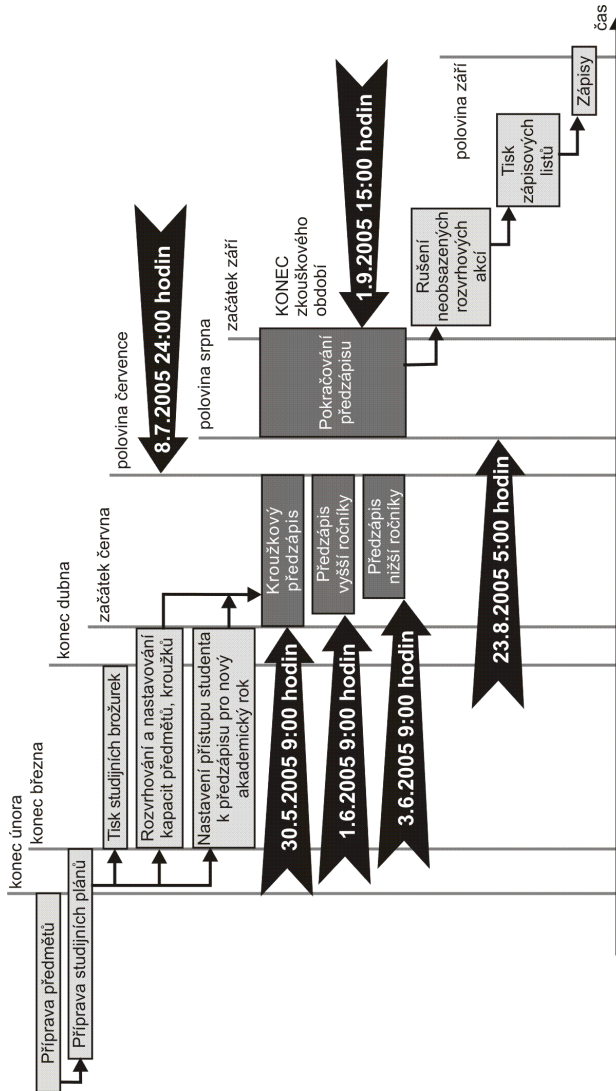 Příprava předmětů
Příprava studijních plánů
konec února
konec března
Tisk studijních brožurek
Rozvrhování a nastavování
kapacit předmětů, kroužků
Nastavení přístupu studenta
k předzápisu pro nový
akademický rok
konec dubna
začátek června
Kroužkový
předzápis
Předzápis
vyšší ročníky
Předzápis
nižší ročníky
30.5.2005 9:00 hodin
1.6.2005 9:00 hodin
3.6.2005 9:00 hodin
polovina července
8.7.2005 24:00 hodin
polovina srpna
23.8.2005 5:00 hodin
Pokračování
předzápisu
začátek září
KONEC
zkouškového
období
1.9.2005 15:00 hodin
Rušení
neobsazených
rozvrhových
akcí
Tisk
zápisových
listů
polovina září
Zápisy
čas